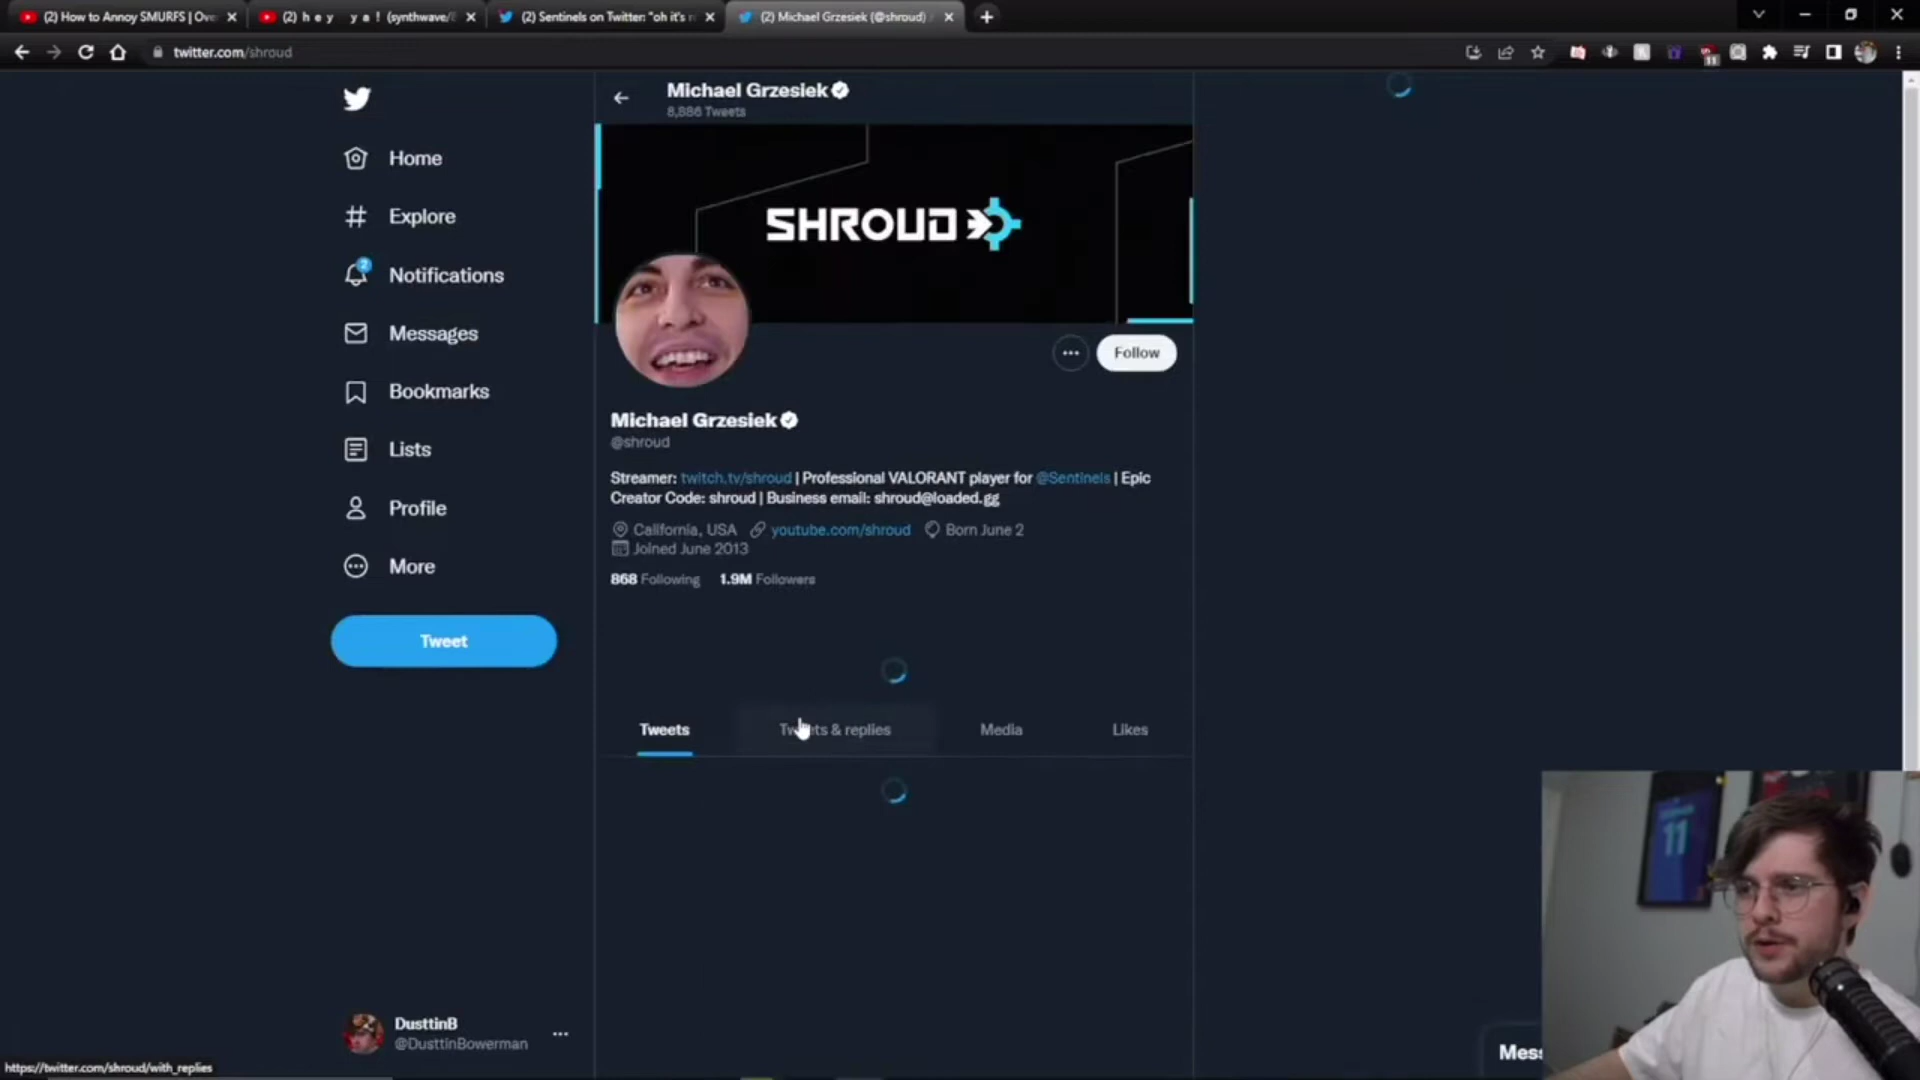 (2) How to Annoy SMURFS | Ove
(2) h e y y a ! (synthwave/8
(2) Sentinels on Twitter: "oh it's r
(2) Michael Grzesiek (@shroud)
twitter.com/shroud
11
Michael Grzesiek
8,886 Tweets
Home
Explore
2
Notifications
Messages
Bookmarks
Lists
Profile
More
Tweet
SHROUD
Follow
Michael Grzesiek
@shroud
Streamer: twitch.tv/shroud | Professional VALORANT player for @Sentinels | Epic
Creator Code: shroud | Business email: shroud@loaded.gg
California, USA youtube.com/shroud Born June 2
Joined June 2013
868 Following 1.9M Followers
Tweets Tweets & replies Media Likes
11
DusttinB
@DusttinBowerman
Mess
https://twitter.com/shroud/with_replies